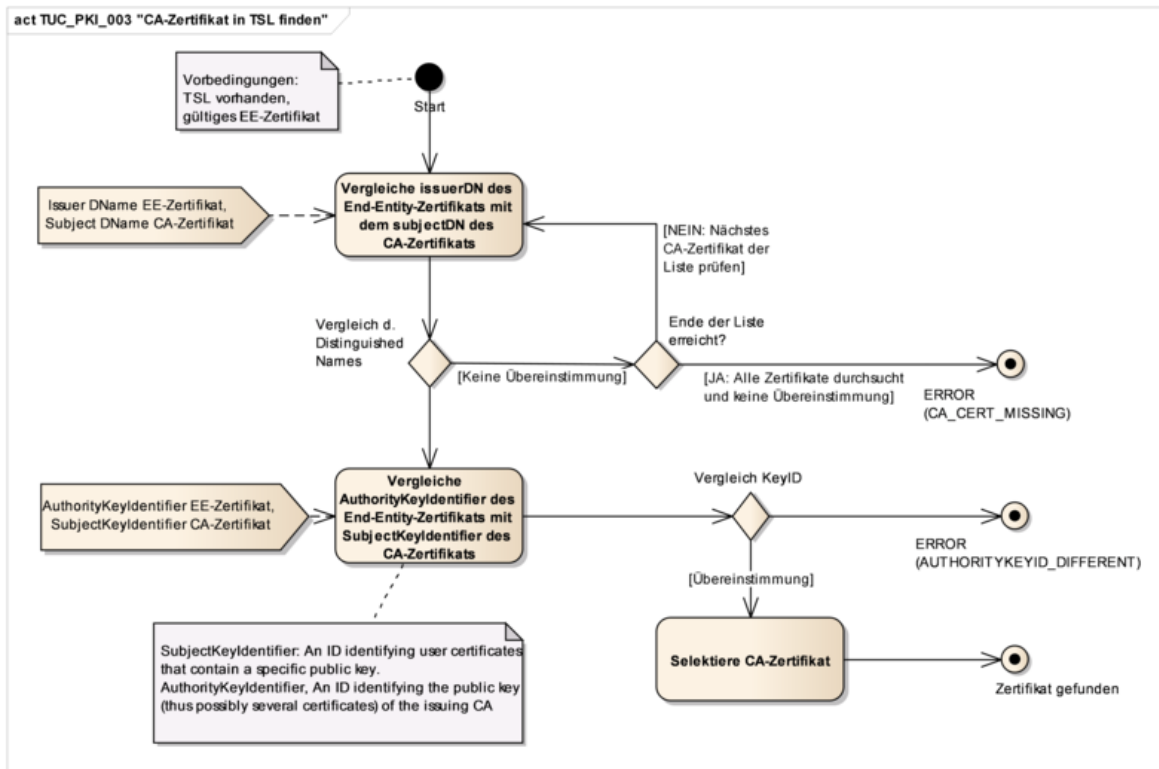 act TUC_PKI_003 "CA-Zertifikat in TSL finden"
Vorbedingungen:
TSL vorhanden,
gültiges EE-Zertifikat
Start
Issuer DName EE-Zertifikat,
Subject DName CA-Zertifikat
Vergleiche issuerDN des
End-Entity-Zertifikats mit
dem subjectDN des
CA-Zertifikats
[NEIN: Nächstes
CA-Zertifikat der
Liste prüfen]
Vergleich d.
Distinguished
Names
[Keine Übereinstimmung]
Ende der Liste
erreicht?
[JA: Alle Zertifikate durchsucht
und keine Übereinstimmung]
ERROR
(CA_CERT_MISSING)
AuthorityKeyIdentifier EE-Zertifikat,
SubjectKeyIdentifier CA-Zertifikat
Vergleiche
AuthorityKeyIdentifier des
End-Entity-Zertifikats mit
SubjectKeyIdentifier des
CA-Zertifikats
Vergleich KeyID
ERROR
(AUTHORITYKEYID_DIFFERENT)
[Übereinstimmung]
SubjectKeyIdentifier: An ID identifying user certificates
that contain a specific public key.
AuthorityKeyIdentifier, An ID identifying the public key
(thus possibly several certificates) of the issuing CA
Selektiere CA-Zertifikat
Zertifikat gefunden